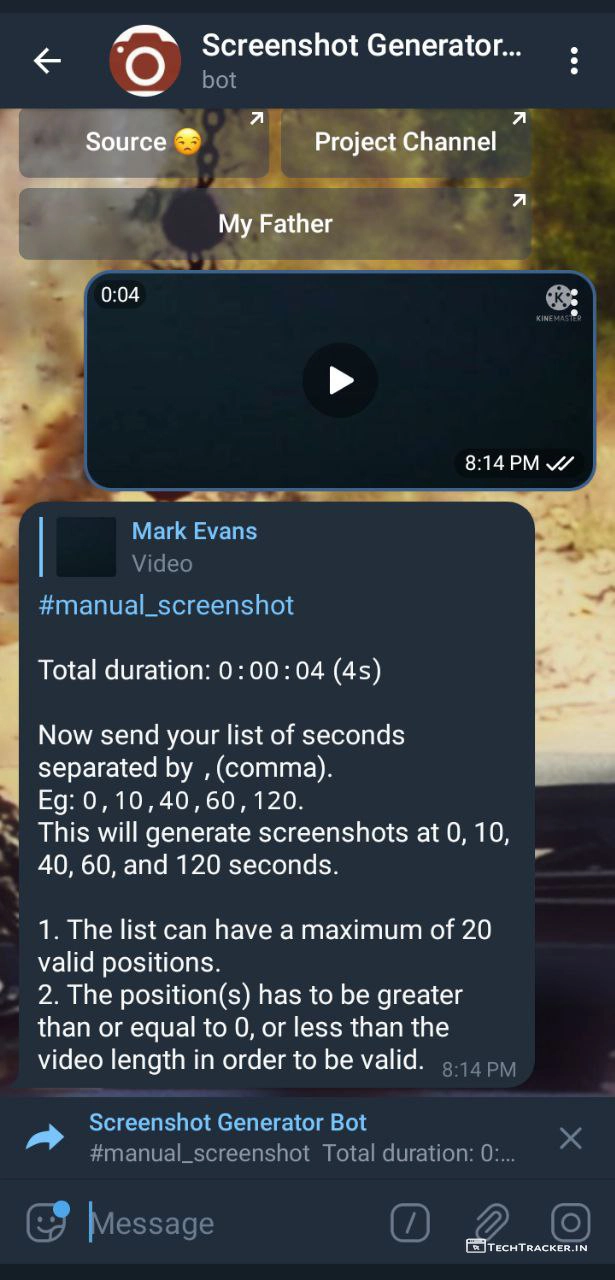 Screenshot Generator...
bot
Source 😒
Project Channel
My Father
0:04
KINEMASTER
8:14 PM
Mark Evans
Video
#manual_screenshot
Total duration: 0:00:04 (4s)
Now send your list of seconds
separated by ,(comma).
Eg: 0,10,40,60,120.
This will generate screenshots at 0, 10,
40, 60, and 120 seconds.
1. The list can have a maximum of 20
valid positions.
2. The position(s) has to be greater
than or equal to 0, or less than the
video length in order to be valid.
8:14 PM
Screenshot Generator Bot
#manual_screenshot Total duration: 0:...
Message
TECHTRACKER.IN